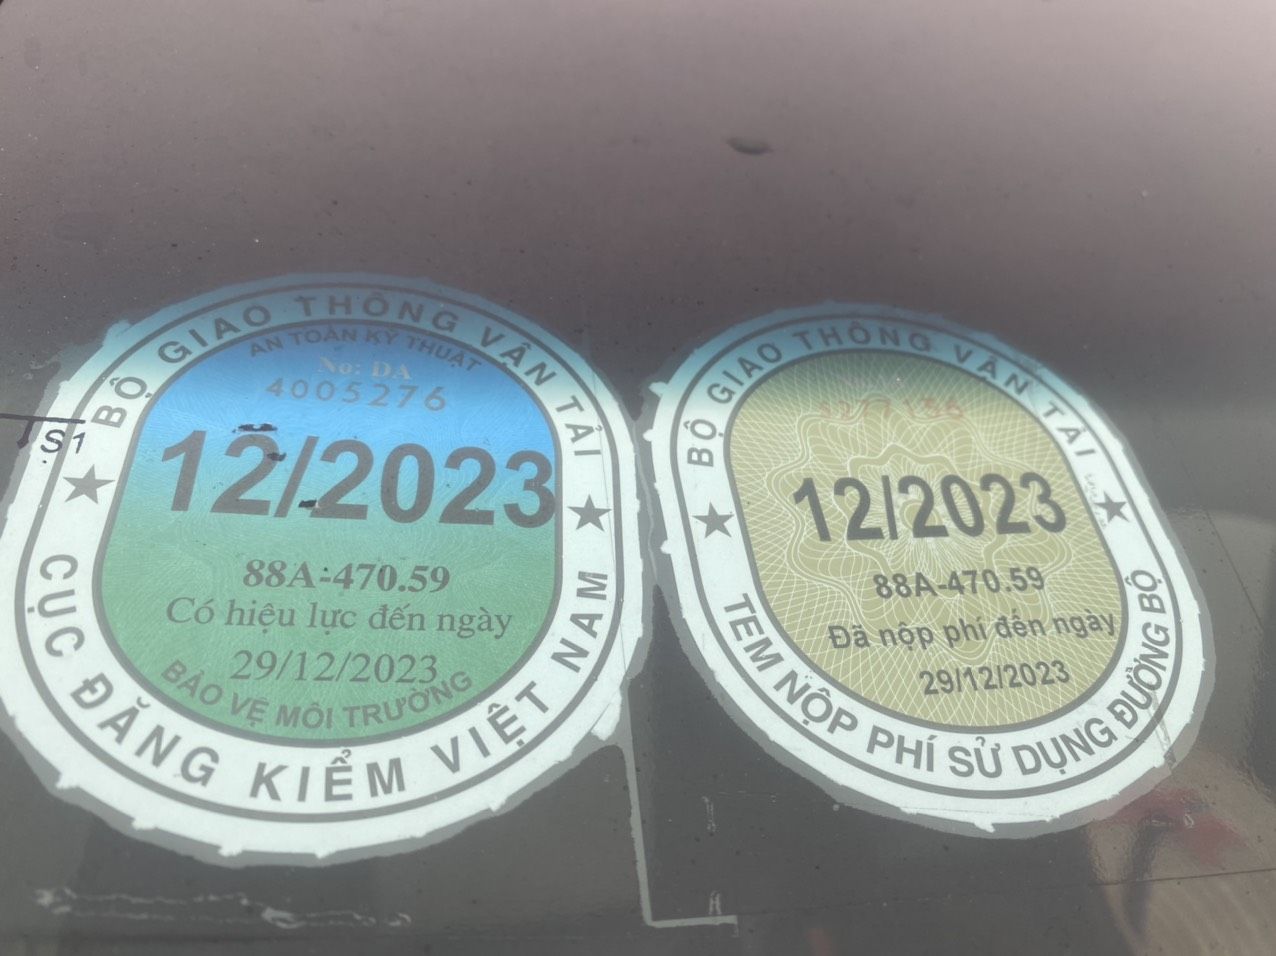 BỘ GIAO THÔNG VẬN TẢI
AN TOÀN KỸ THUẬT
No: DA
4005276
12/2023
88A-470.59
Có hiệu lực đến ngày
29/12/2023
BẢO VỆ MÔI TRƯỜNG
CỤC ĐĂNG KIỂM VIỆT NAM
S1
BỘ GIAO THÔNG VẬN TẢI
12/2023
88A-470.59
Đã nộp phí đến ngày
29/12/2023
TEM NỘP PHÍ SỬ DỤNG ĐƯỜNG BỘ